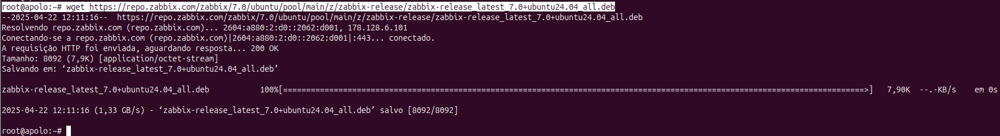 root@apolo:~# wget https://repo.zabbix.com/zabbix/7.0/ubuntu/pool/main/z/zabbix-release/zabbix-release_latest_7.0+ubuntu24.04_all.deb
--2025-04-22 12:11:16--  https://repo.zabbix.com/zabbix/7.0/ubuntu/pool/main/z/zabbix-release/zabbix-release_latest_7.0+ubuntu24.04_all.deb
Resolvendo repo.zabbix.com (repo.zabbix.com)... 2604:a880:2:d0::2062:d001, 178.128.6.101
Conectando-se a repo.zabbix.com (repo.zabbix.com)|2604:a880:2:d0::2062:d001|:443... conectado.
A requisição HTTP foi enviada, aguardando resposta... 200 OK
Tamanho: 8092 (7,9K) [application/octet-stream]
Salvando em: ‘zabbix-release_latest_7.0+ubuntu24.04_all.deb’
zabbix-release_latest_7.0+ubuntu24.04_all.deb 100%[==============================================================================================================================>] 7,90K --.-KB/s em 0s
2025-04-22 12:11:16 (1,33 GB/s) - ‘zabbix-release_latest_7.0+ubuntu24.04_all.deb’ salvo [8092/8092]
root@apolo:~#